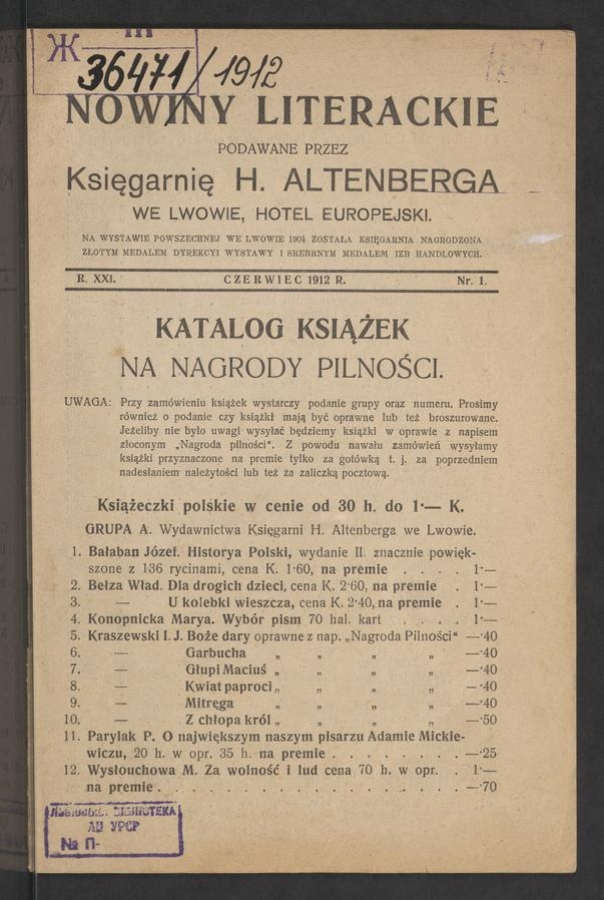 Ж
III
36471/1912
NOWINY LITERACKIE
PODAWANE PRZEZ
Księgarnię H. ALTENBERGA
WE LWOWIE, HOTEL EUROPEJSKI.
NA WYSTAWIE POWSZECHNEJ WE LWOWIE 1904 ZOSTAŁA KSIĘGARNIA NAGRODZONA
ZŁOTYM MEDALEM DYREKCYI WYSTAWY I SREBRNYM MEDALEM IZB HANDLOWYCH.
R. XXI. CZERWIEC 1912 R. Nr. 1.
KATALOG KSIĄŻEK
NA NAGRODY PILNOŚCI.
UWAGA: Przy zamówieniu książek wystarczy podanie grupy oraz numeru. Prosimy
również o podanie czy książki mają być oprawne lub też broszurowane.
Jeżeliby nie było uwagi wysyłać będziemy książki w oprawie z napisem
złoconym „Nagroda pilności“. Z powodu nawału zamówień wysyłamy
książki przyznaczone na premie tylko za gotówką t. j. za poprzedniem
nadesłaniem należytości lub też za zaliczką pocztową.
Książeczki polskie w cenie od 30 h. do 1·— K.
GRUPA A. Wydawnictwa Księgarni H. Altenberga we Lwowie.
1. Bałaban Józef. Historya Polski, wydanie II. znacznie powięk-
szone z 136 rycinami, cena K. 1·60, na premie . . . . 1·—
2. Bełza Wład. Dla drogich dzieci, cena K. 2·60, na premie . 1·—
3. — U kolebki wieszcza, cena K. 2·40, na premie . 1·—
4. Konopnicka Marya. Wybór pism 70 hal. kart . . . . 1·—
5. Kraszewski I. J. Boże dary oprawne z nap. „Nagroda Pilności“ —·40
6. — Garbucha „ „ „ „ —·40
7. — Głupi Maciuś „ „ „ „ —·40
8. — Kwiat paproci „ „ „ „ —·40
9. — Mitręga „ „ „ „ —·40
10. — Z chłopa król „ „ „ „ —·50
11. Parylak P. O największym naszym pisarzu Adamie Mickie-
wiczu, 20 h. w opr. 35 h. na premie . . . . . . . . —·25
12. Wysłouchowa M. Za wolność i lud cena 70 h. w opr. . 1·—
na premie . . . . . . . . . . . . . . . . . —·70
БІБЛІОТЕКА
АН УРСР
№ П-